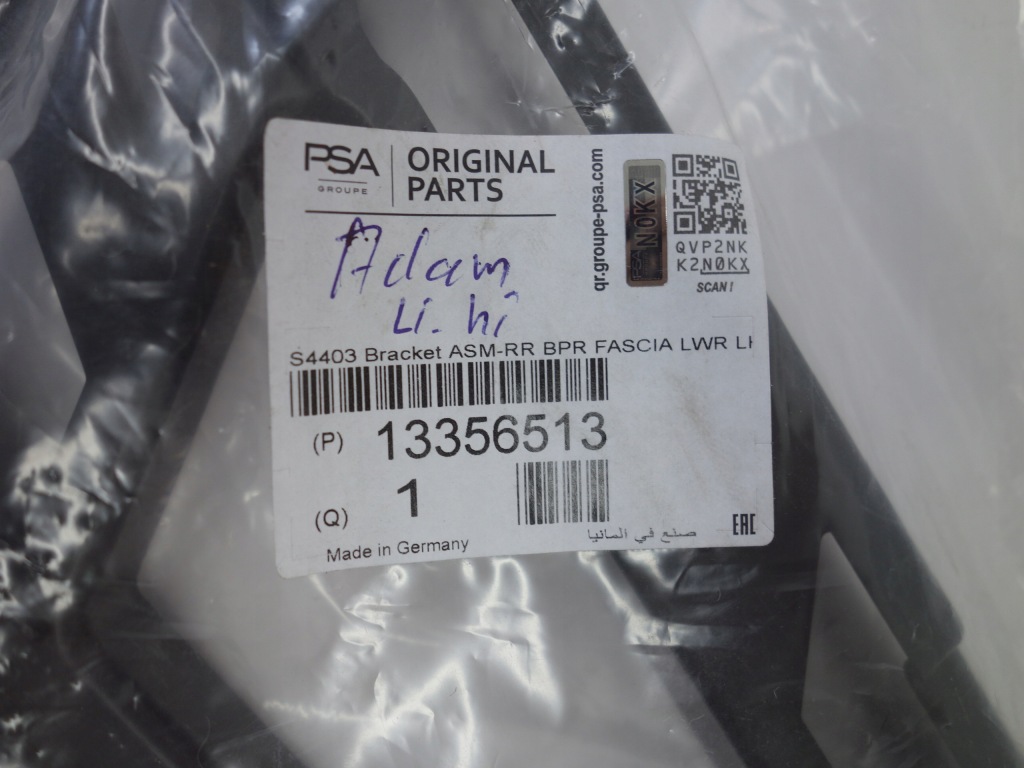 PSA
GROUPE
ORIGINAL
PARTS
qr.groupe-psa.com
PSA N0KX
QVP2NK
K2N0KX
SCAN!
Adam
Li. hi
S4403 Bracket ASM-RR BPR FASCIA LWR LH
(P) 13356513
(Q) 1
Made in Germany
صنع في المانيا
EAC